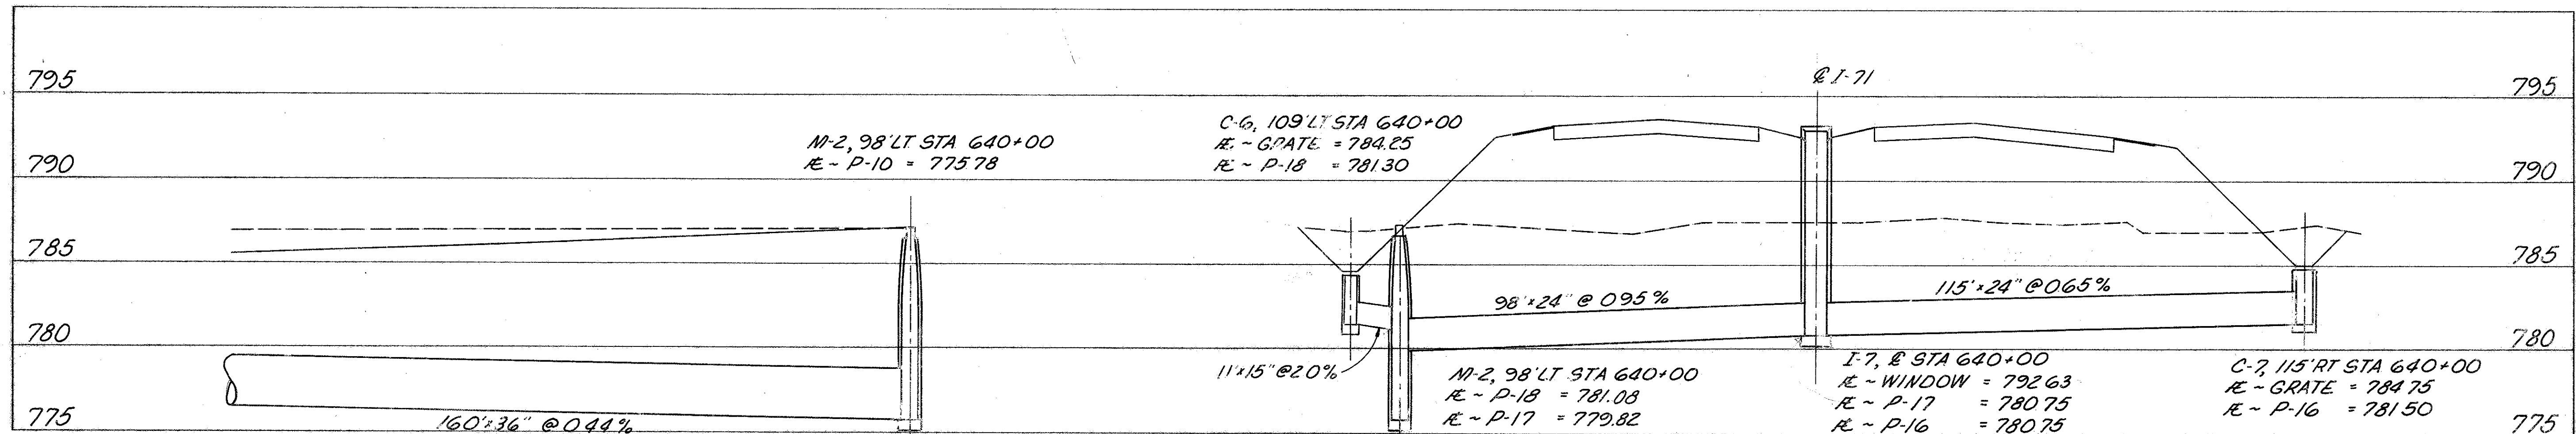 795
℄ I-71
795
M-2, 98' LT. STA 640+00
Æ ~ P-10 = 775.78
C-6, 109' LT STA 640+00
Æ ~ GRATE = 784.25
Æ ~ P-18 = 781.30
790
790
785
785
98'x24" @ 0.95%
115'x24" @ 0.65%
780
780
11'x15" @ 2.0%
M-2, 98' LT STA 640+00
Æ ~ P-18 = 781.08
Æ ~ P-17 = 779.82
I-7, ℄ STA 640+00
Æ ~ WINDOW = 792.63
Æ ~ P-17 = 780.75
Æ ~ P-16 = 780.75
C-7, 115' RT STA 640+00
Æ ~ GRATE = 784.75
Æ ~ P-16 = 781.50
775
160'x36" @ 0.44%
775